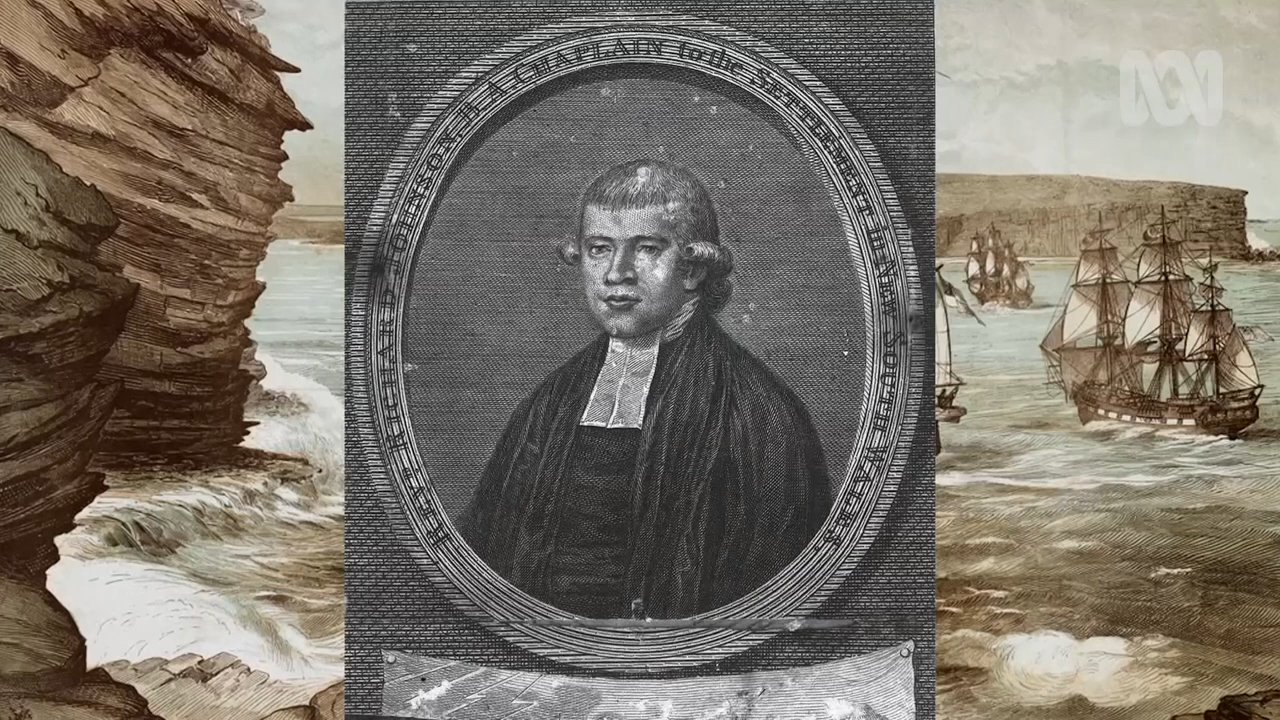 REVᴰ RICHARD JOHNSON B.A. CHAPLAIN to the SETTLEMENT in NEW SOUTH WALES